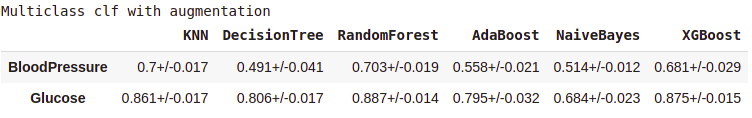 Multiclass clf with augmentation
KNN DecisionTree RandomForest AdaBoost NaiveBayes XGBoost
BloodPressure 0.7+/-0.017 0.491+/-0.041 0.703+/-0.019 0.558+/-0.021 0.514+/-0.012 0.681+/-0.029
Glucose 0.861+/-0.017 0.806+/-0.017 0.887+/-0.014 0.795+/-0.032 0.684+/-0.023 0.875+/-0.015